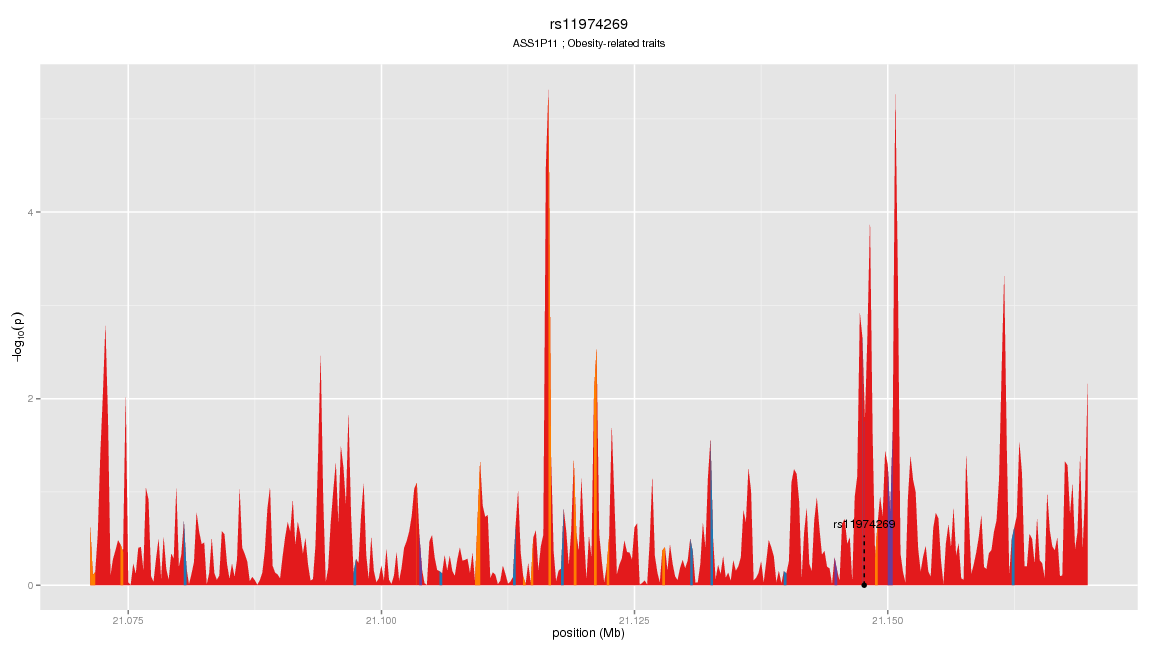 rs11974269
ASS1P11 ; Obesity-related traits
−log10(p)
4
2
0
rs11974269
21.075 21.100 21.125 21.150
position (Mb)